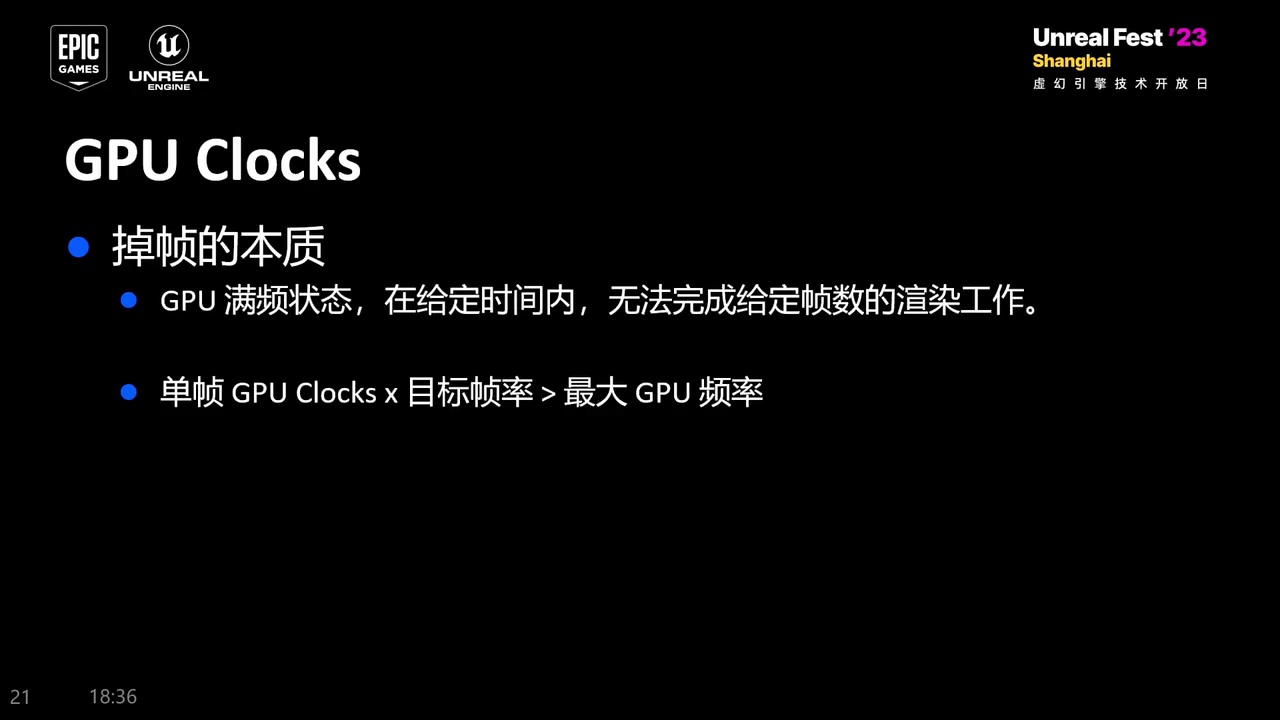 EPIC
GAMES
UNREAL
ENGINE
Unreal Fest '23
Shanghai
虚幻引擎技术开放日
GPU Clocks
掉帧的本质
GPU 满频状态，在给定时间内，无法完成给定帧数的渲染工作。
单帧 GPU Clocks x 目标帧率 > 最大 GPU 频率
21 18:36